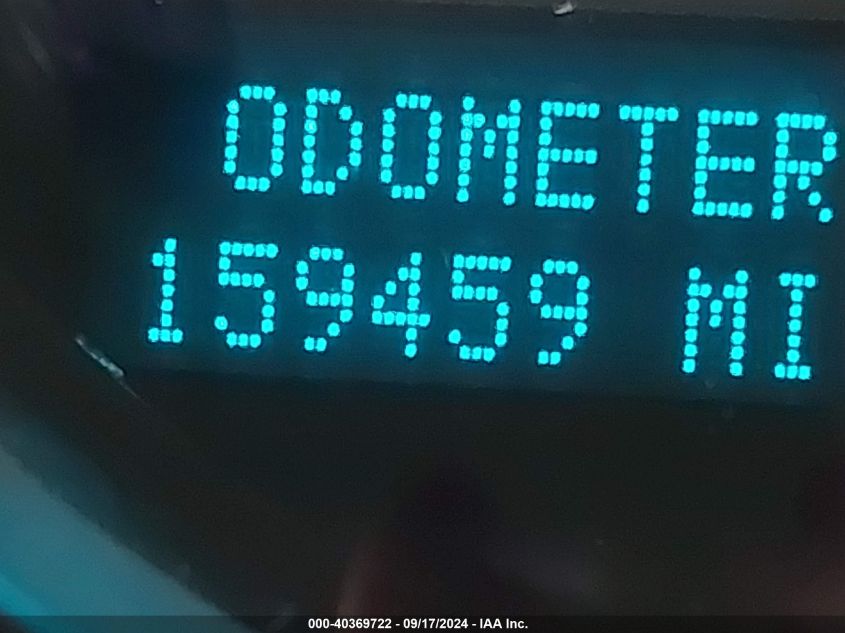 ODOMETER
159459 MI
000-40369722 - 09/17/2024 - IAA Inc.